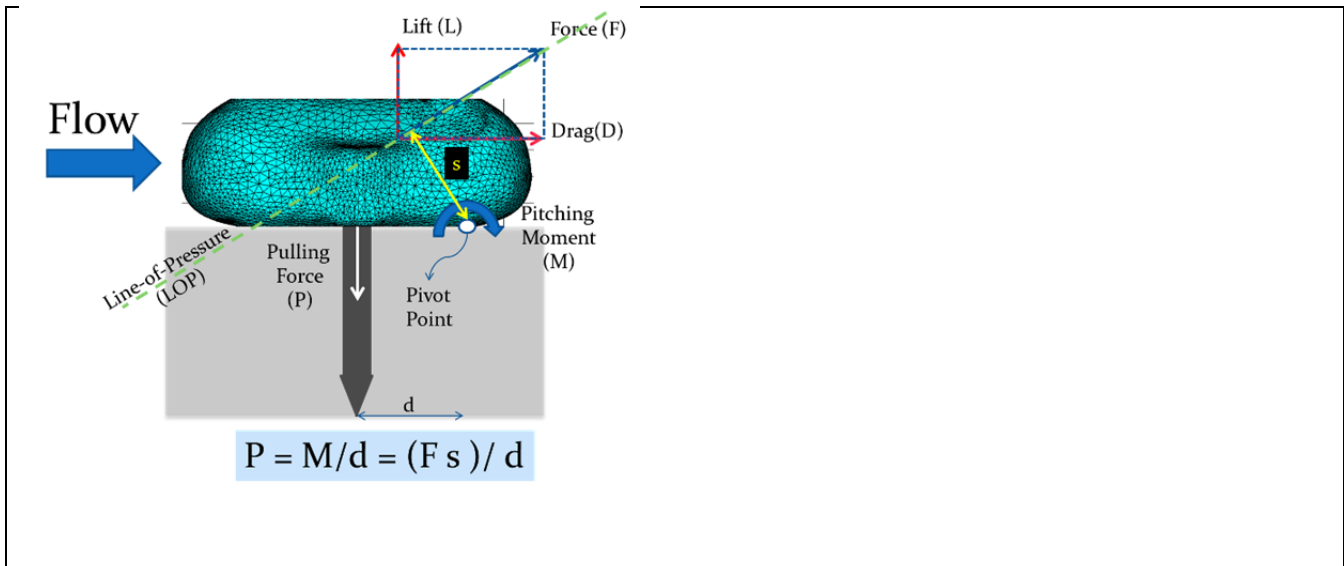 Lift (L)
Force (F)
Flow
Drag(D)
s
Pitching
Moment
(M)
Line-of-Pressure
(LOP)
Pulling
Force
(P)
Pivot
Point
d
P = M/d = (F s )/ d